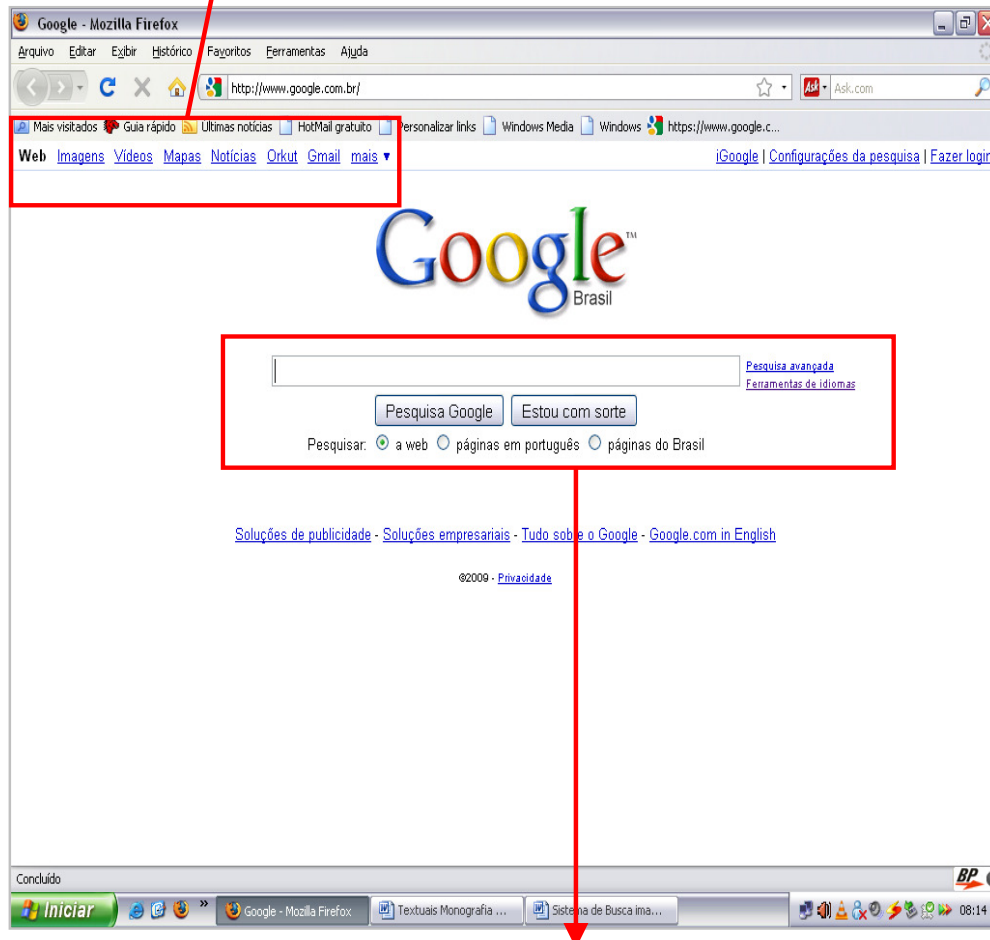 Google - Mozilla Firefox
Arquivo Editar Exibir Histórico Favoritos Ferramentas Ajuda
http://www.google.com.br/ Ask Ask.com
Mais visitados Guia rápido Ultimas notícias HotMail gratuito Personalizar links Windows Media Windows https://www.google.c...
Web Imagens Vídeos Mapas Notícias Orkut Gmail mais ▼ iGoogle | Configurações da pesquisa | Fazer login
Google™
Brasil
Pesquisa avançada
Ferramentas de idiomas
Pesquisa Google Estou com sorte
Pesquisar: a web páginas em português páginas do Brasil
Soluções de publicidade - Soluções empresariais - Tudo sobre o Google - Google.com in English
©2009 - Privacidade
Concluído BP
Iniciar » Google - Mozilla Firefox Textuais Monografia ... Sistema de Busca ima... 08:14